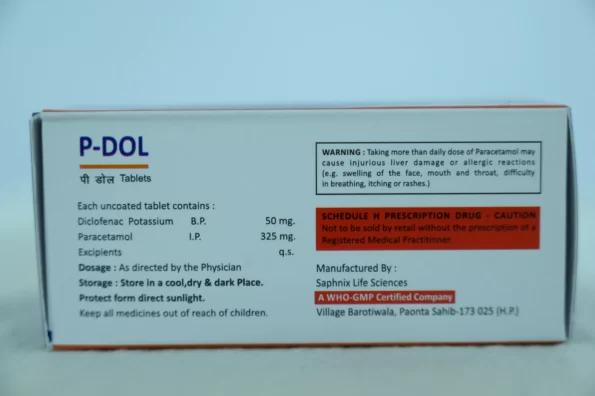 P-DOL
पी डोल Tablets
Each uncoated tablet contains :
Diclofenac Potassium B.P. 50 mg.
Paracetamol I.P. 325 mg.
Excipients q.s.
Dosage : As directed by the Physician
Storage : Store in a cool,dry & dark Place.
Protect form direct sunlight.
Keep all medicines out of reach of children.
WARNING : Taking more than daily dose of Paracetamol may
cause injurious liver damage or allergic reactions
(e.g. swelling of the face, mouth and throat, difficulty
in breathing, itching or rashes.)
SCHEDULE H PRESCRIPTION DRUG - CAUTION
Not to be sold by retail without the prescription of a
Registered Medical Practitinner
Manufactured By :
Saphnix Life Sciences
A WHO-GMP Certified Company
Village Barotiwala, Paonta Sahib-173 025 (H.P.)